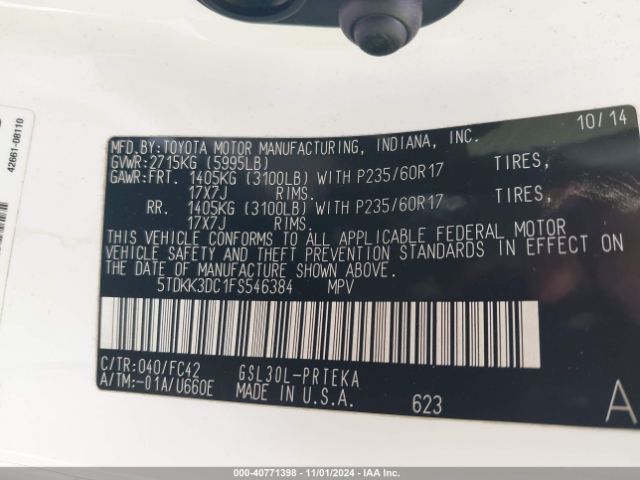 42661-08110
10/14
MFD.BY:TOYOTA MOTOR MANUFACTURING, INDIANA, INC.
GVWR:2715KG (5995LB)
GAWR:FRT. 1405KG (3100LB) WITH P235/60R17 TIRES,
17X7J RIMS.
RR. 1405KG (3100LB) WITH P235/60R17 TIRES,
17X7J RIMS.
THIS VEHICLE CONFORMS TO ALL APPLICABLE FEDERAL MOTOR
VEHICLE SAFETY AND THEFT PREVENTION STANDARDS IN EFFECT ON
THE DATE OF MANUFACTURE SHOWN ABOVE.
5TDKK3DC1FS546384 MPV
C/TR:040/FC42 GSL30L-PRTEKA
A/TM:-01A/U660E MADE IN U.S.A.
623
A
000-40771398 - 11/01/2024 - IAA Inc.